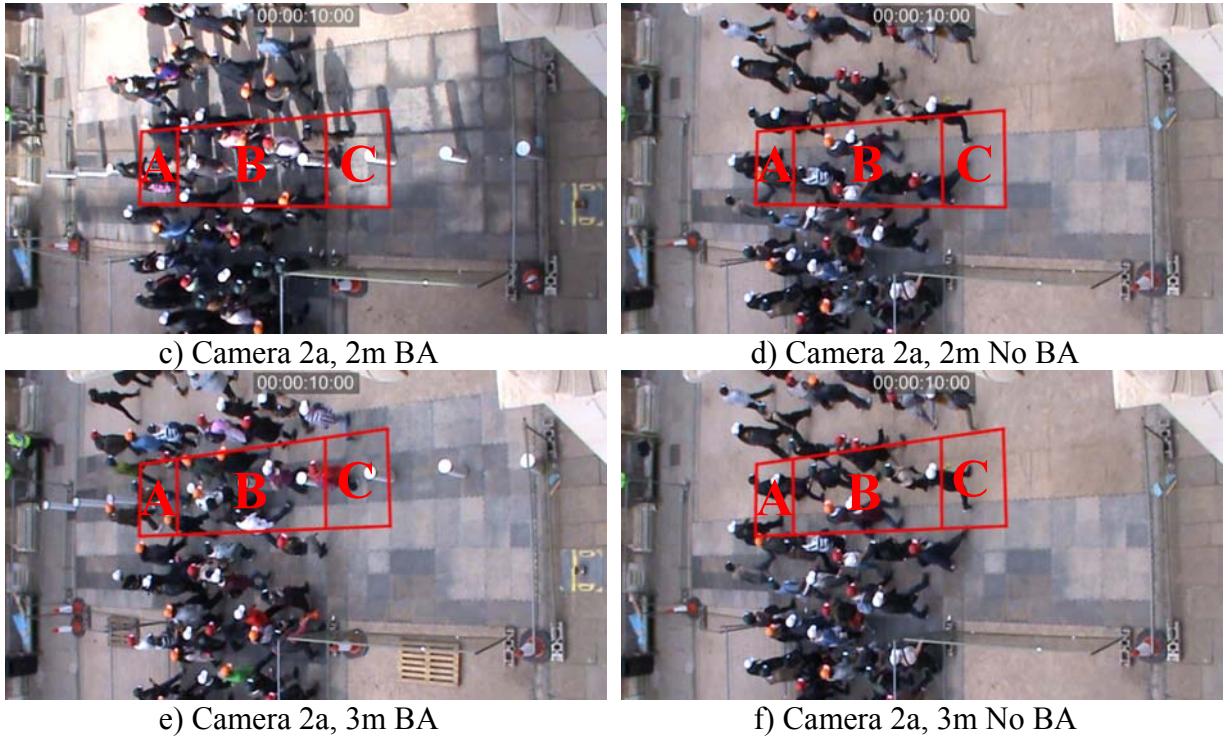 00:00:10:00
00:00:10:00
A B C
A B C
c) Camera 2a, 2m BA
d) Camera 2a, 2m No BA
00:00:10:00
00:00:10:00
A B C
A B C
e) Camera 2a, 3m BA
f) Camera 2a, 3m No BA